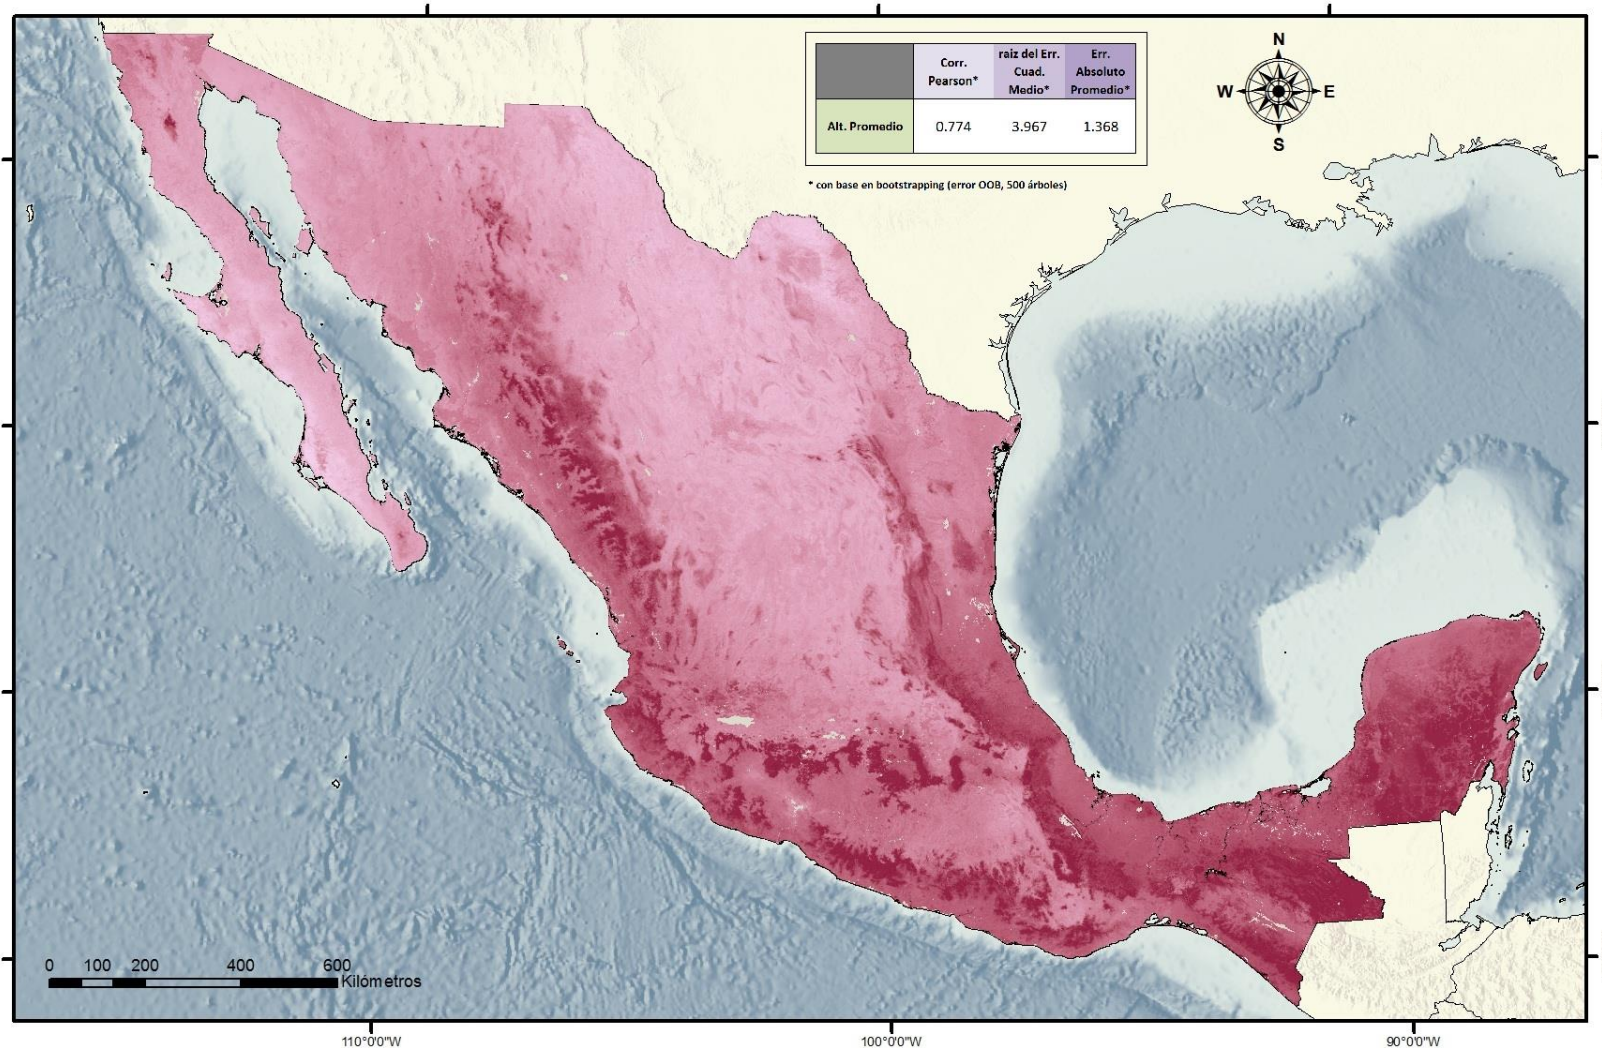 Corr.
Pearson*
raiz del Err.
Cuad.
Medio*
Err.
Absoluto
Promedio*
Alt. Promedio
0.774
3.967
1.368
* con base en bootstrapping (error OOB, 500 árboles)
N
W
E
S
0 100 200 400 600
Kilómetros
110°0'0"W
100°0'0"W
90°0'0"W